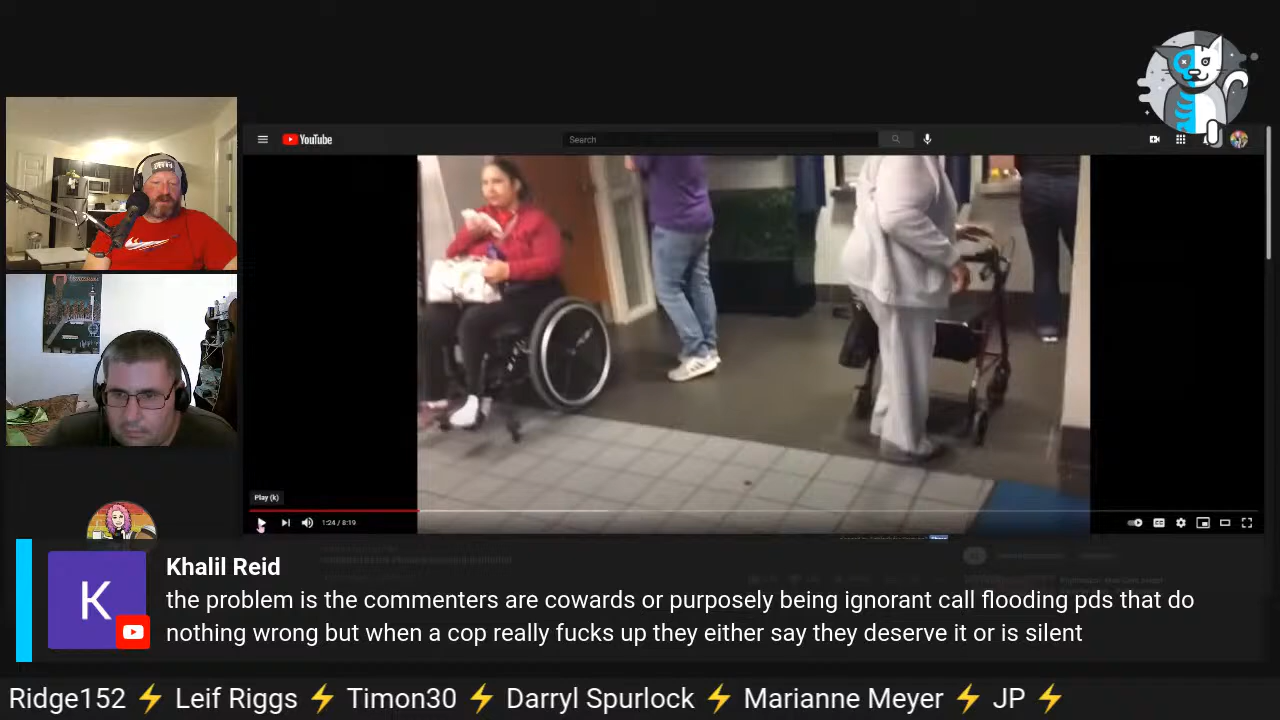 YouTube
Search
Play (k)
1:24 / 8:19
Khalil Reid
K
the problem is the commenters are cowards or purposely being ignorant call flooding pds that do
nothing wrong but when a cop really fucks up they either say they deserve it or is silent
Ridge152 ⚡ Leif Riggs ⚡ Timon30 ⚡ Darryl Spurlock ⚡ Marianne Meyer ⚡ JP ⚡